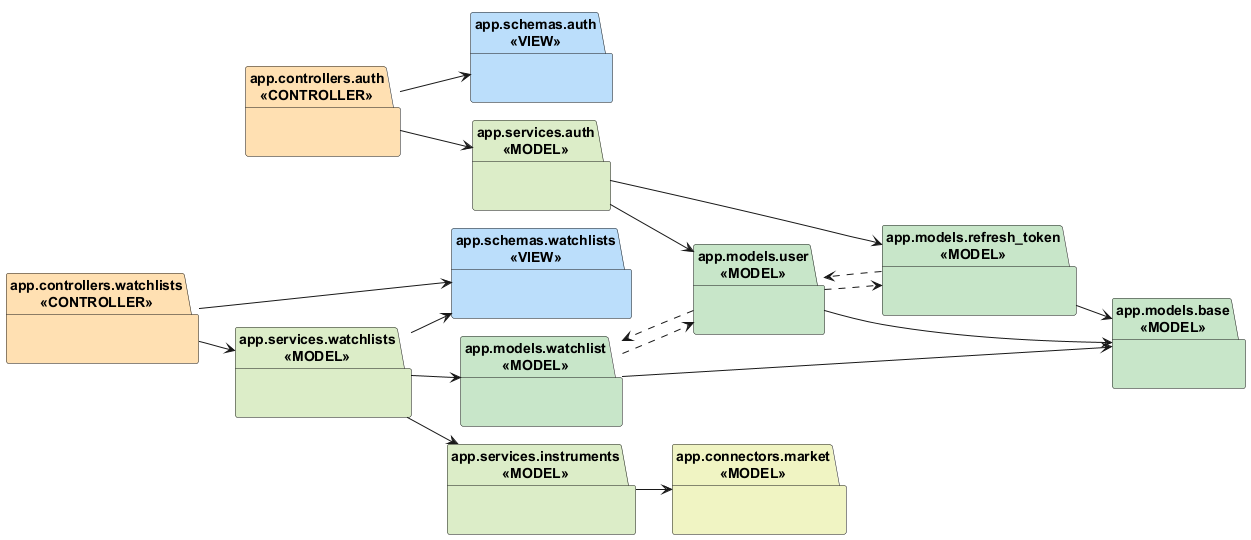 app.schemas.auth
«VIEW»
app.controllers.auth
«CONTROLLER»
app.services.auth
«MODEL»
app.schemas.watchlists
«VIEW»
app.models.user
«MODEL»
app.models.refresh_token
«MODEL»
app.controllers.watchlists
«CONTROLLER»
app.models.base
«MODEL»
app.services.watchlists
«MODEL»
app.models.watchlist
«MODEL»
app.services.instruments
«MODEL»
app.connectors.market
«MODEL»